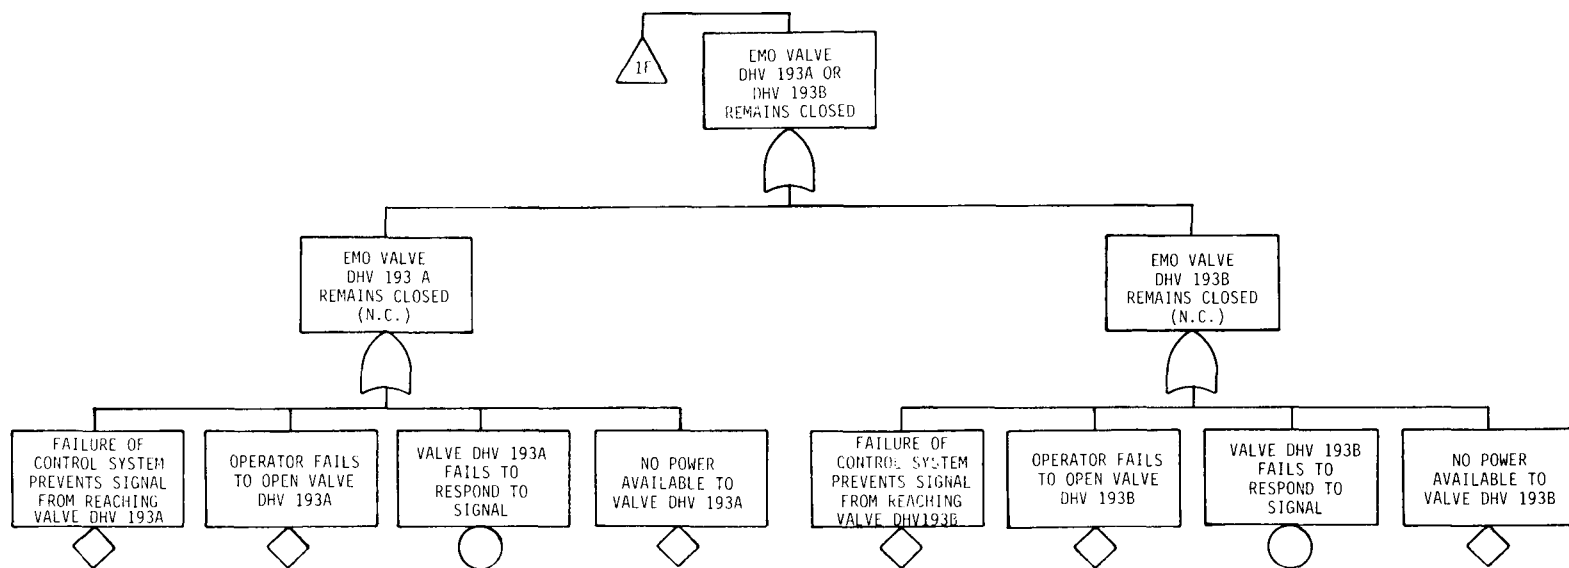 1F
EMO VALVE
DHV 193A OR
DHV 193B
REMAINS CLOSED
EMO VALVE
DHV 193 A
REMAINS CLOSED
(N.C.)
EMO VALVE
DHV 193B
REMAINS CLOSED
(N.C.)
FAILURE OF
CONTROL SYSTEM
PREVENTS SIGNAL
FROM REACHING
VALVE DHV 193A
OPERATOR FAILS
TO OPEN VALVE
DHV 193A
VALVE DHV 193A
FAILS TO
RESPOND TO
SIGNAL
NO POWER
AVAILABLE TO
VALVE DHV 193A
FAILURE OF
CONTROL SYSTEM
PREVENTS SIGNAL
FROM REACHING
VALVE DHV193B
OPERATOR FAILS
TO OPEN VALVE
DHV 193B
VALVE DHV 193B
FAILS TO
RESPOND TO
SIGNAL
NO POWER
AVAILABLE TO
VALVE DHV 193B